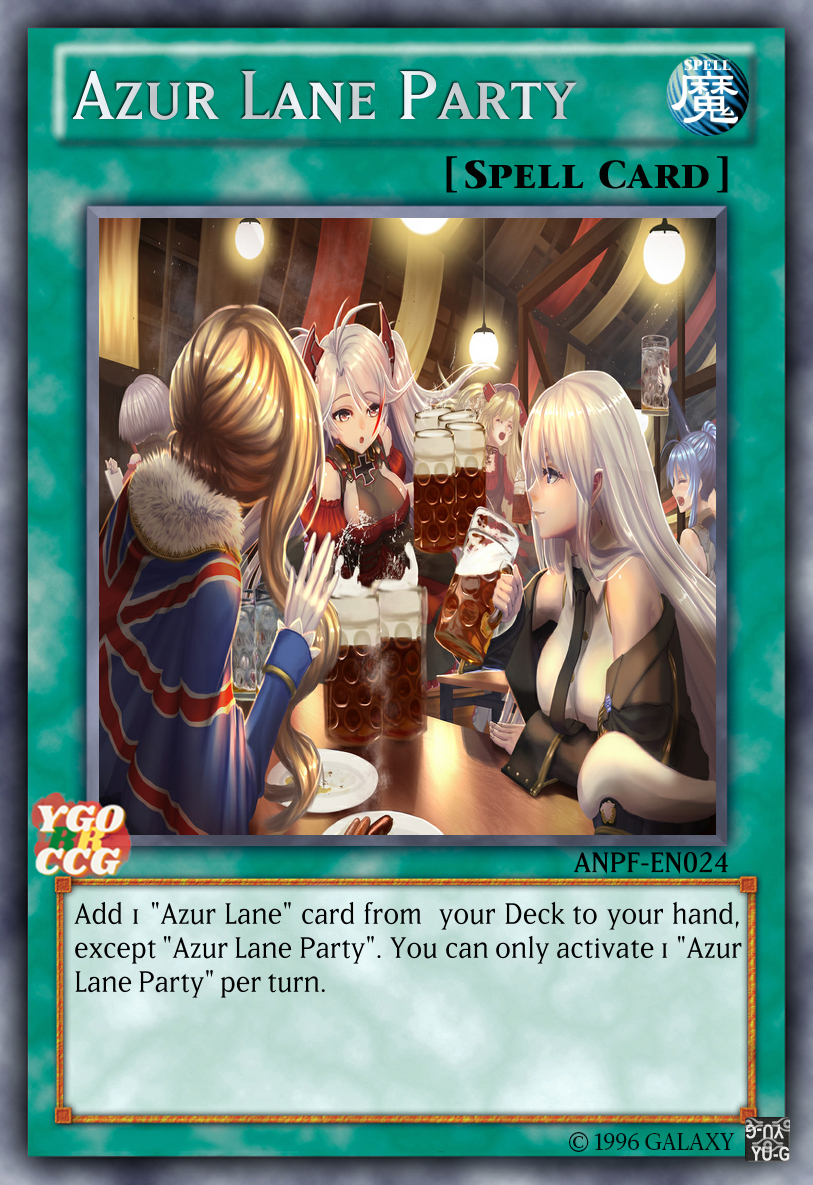 AZUR LANE PARTY
SPELL
魔
[SPELL CARD]
YGO
BR
CCG
ANPF-EN024
Add 1 "Azur Lane" card from your Deck to your hand,
except "Azur Lane Party". You can only activate 1 "Azur
Lane Party" per turn.
© 1996 GALAXY
YU-G
YU-G